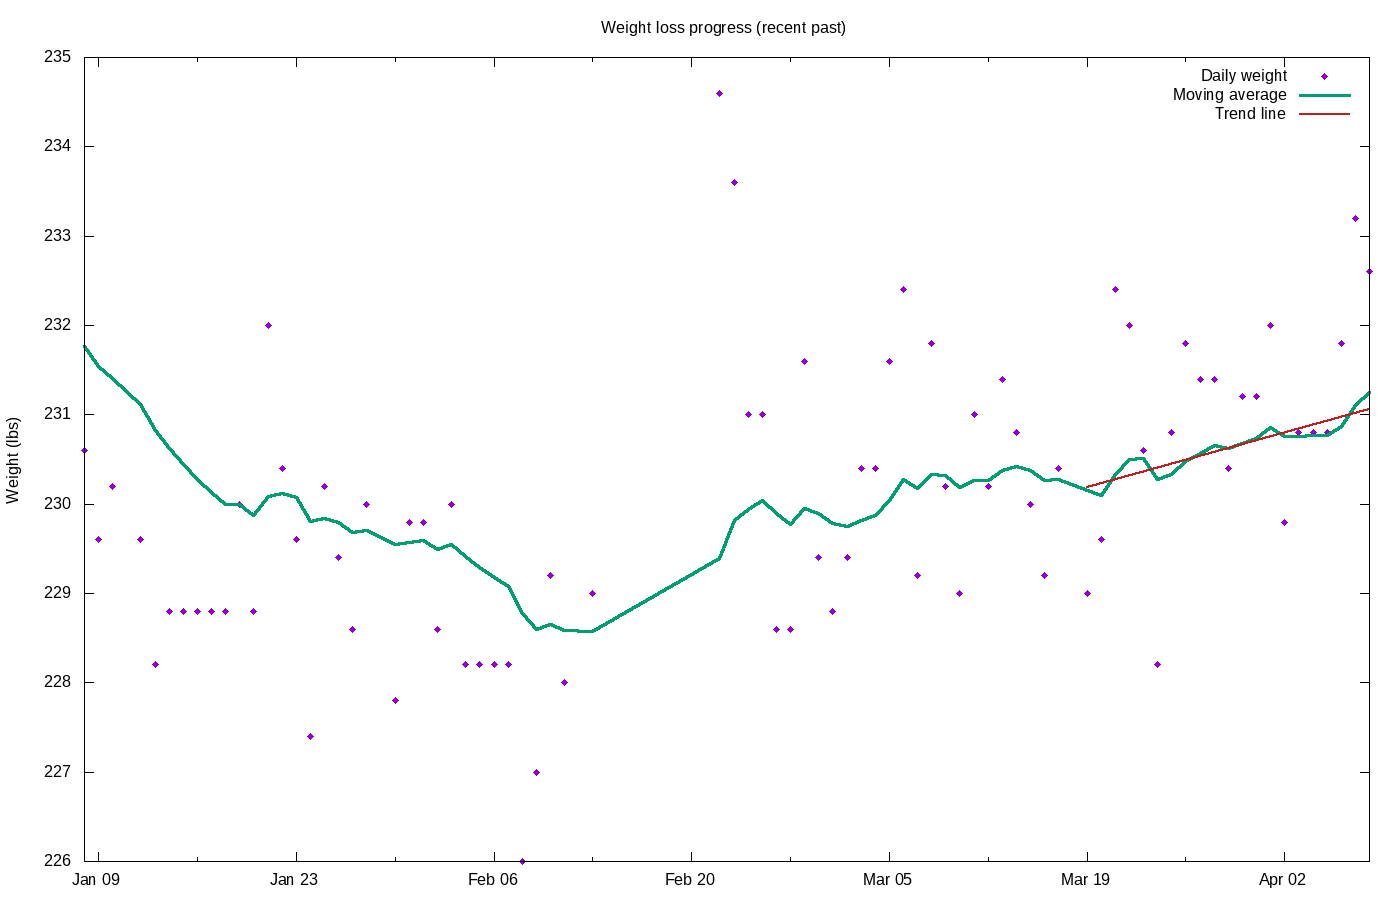 Weight loss progress (recent past)
235
234
233
232
231
230
229
228
227
226
Weight (lbs)
Daily weight
Moving average
Trend line
Jan 09 Jan 23 Feb 06 Feb 20 Mar 05 Mar 19 Apr 02